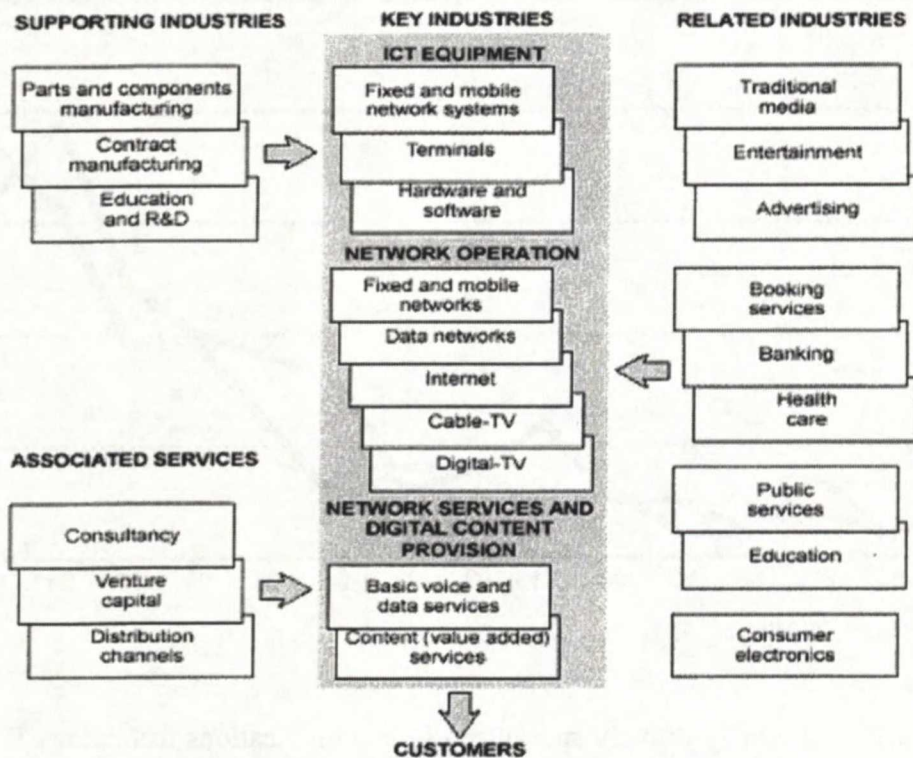 SUPPORTING INDUSTRIES
Parts and components
manufacturing
Contract
manufacturing
Education
and R&D
ASSOCIATED SERVICES
Consultancy
Venture
capital
Distribution
channels
KEY INDUSTRIES
ICT EQUIPMENT
Fixed and mobile
network systems
Terminals
Hardware and
software
NETWORK OPERATION
Fixed and mobile
networks
Data networks
Internet
Cable-TV
Digital-TV
NETWORK SERVICES AND
DIGITAL CONTENT
PROVISION
Basic voice and
data services
Content (value added)
services
CUSTOMERS
RELATED INDUSTRIES
Traditional
media
Entertainment
Advertising
Booking
services
Banking
Health
care
Public
services
Education
Consumer
electronics